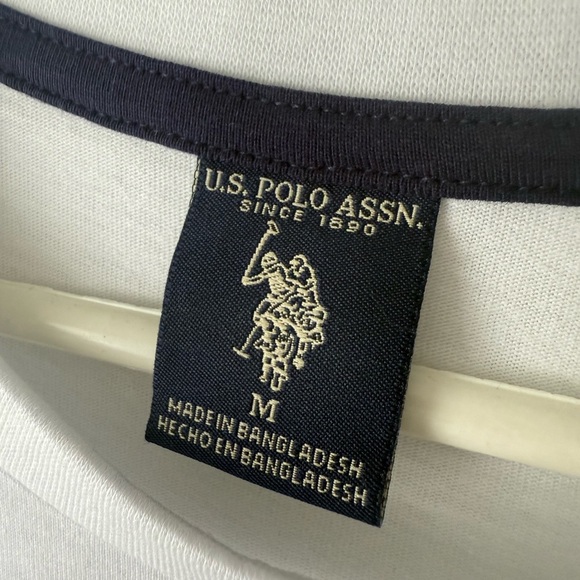 U.S. POLO ASSN.
SINCE 1890
M
MADE IN BANGLADESH
HECHO EN BANGLADESH